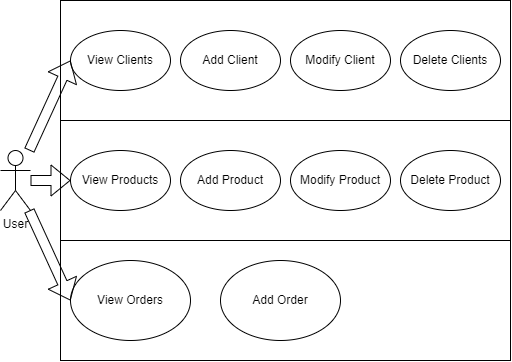 View Clients
Add Client
Modify Client
Delete Clients
View Products
Add Product
Modify Product
Delete Product
User
View Orders
Add Order